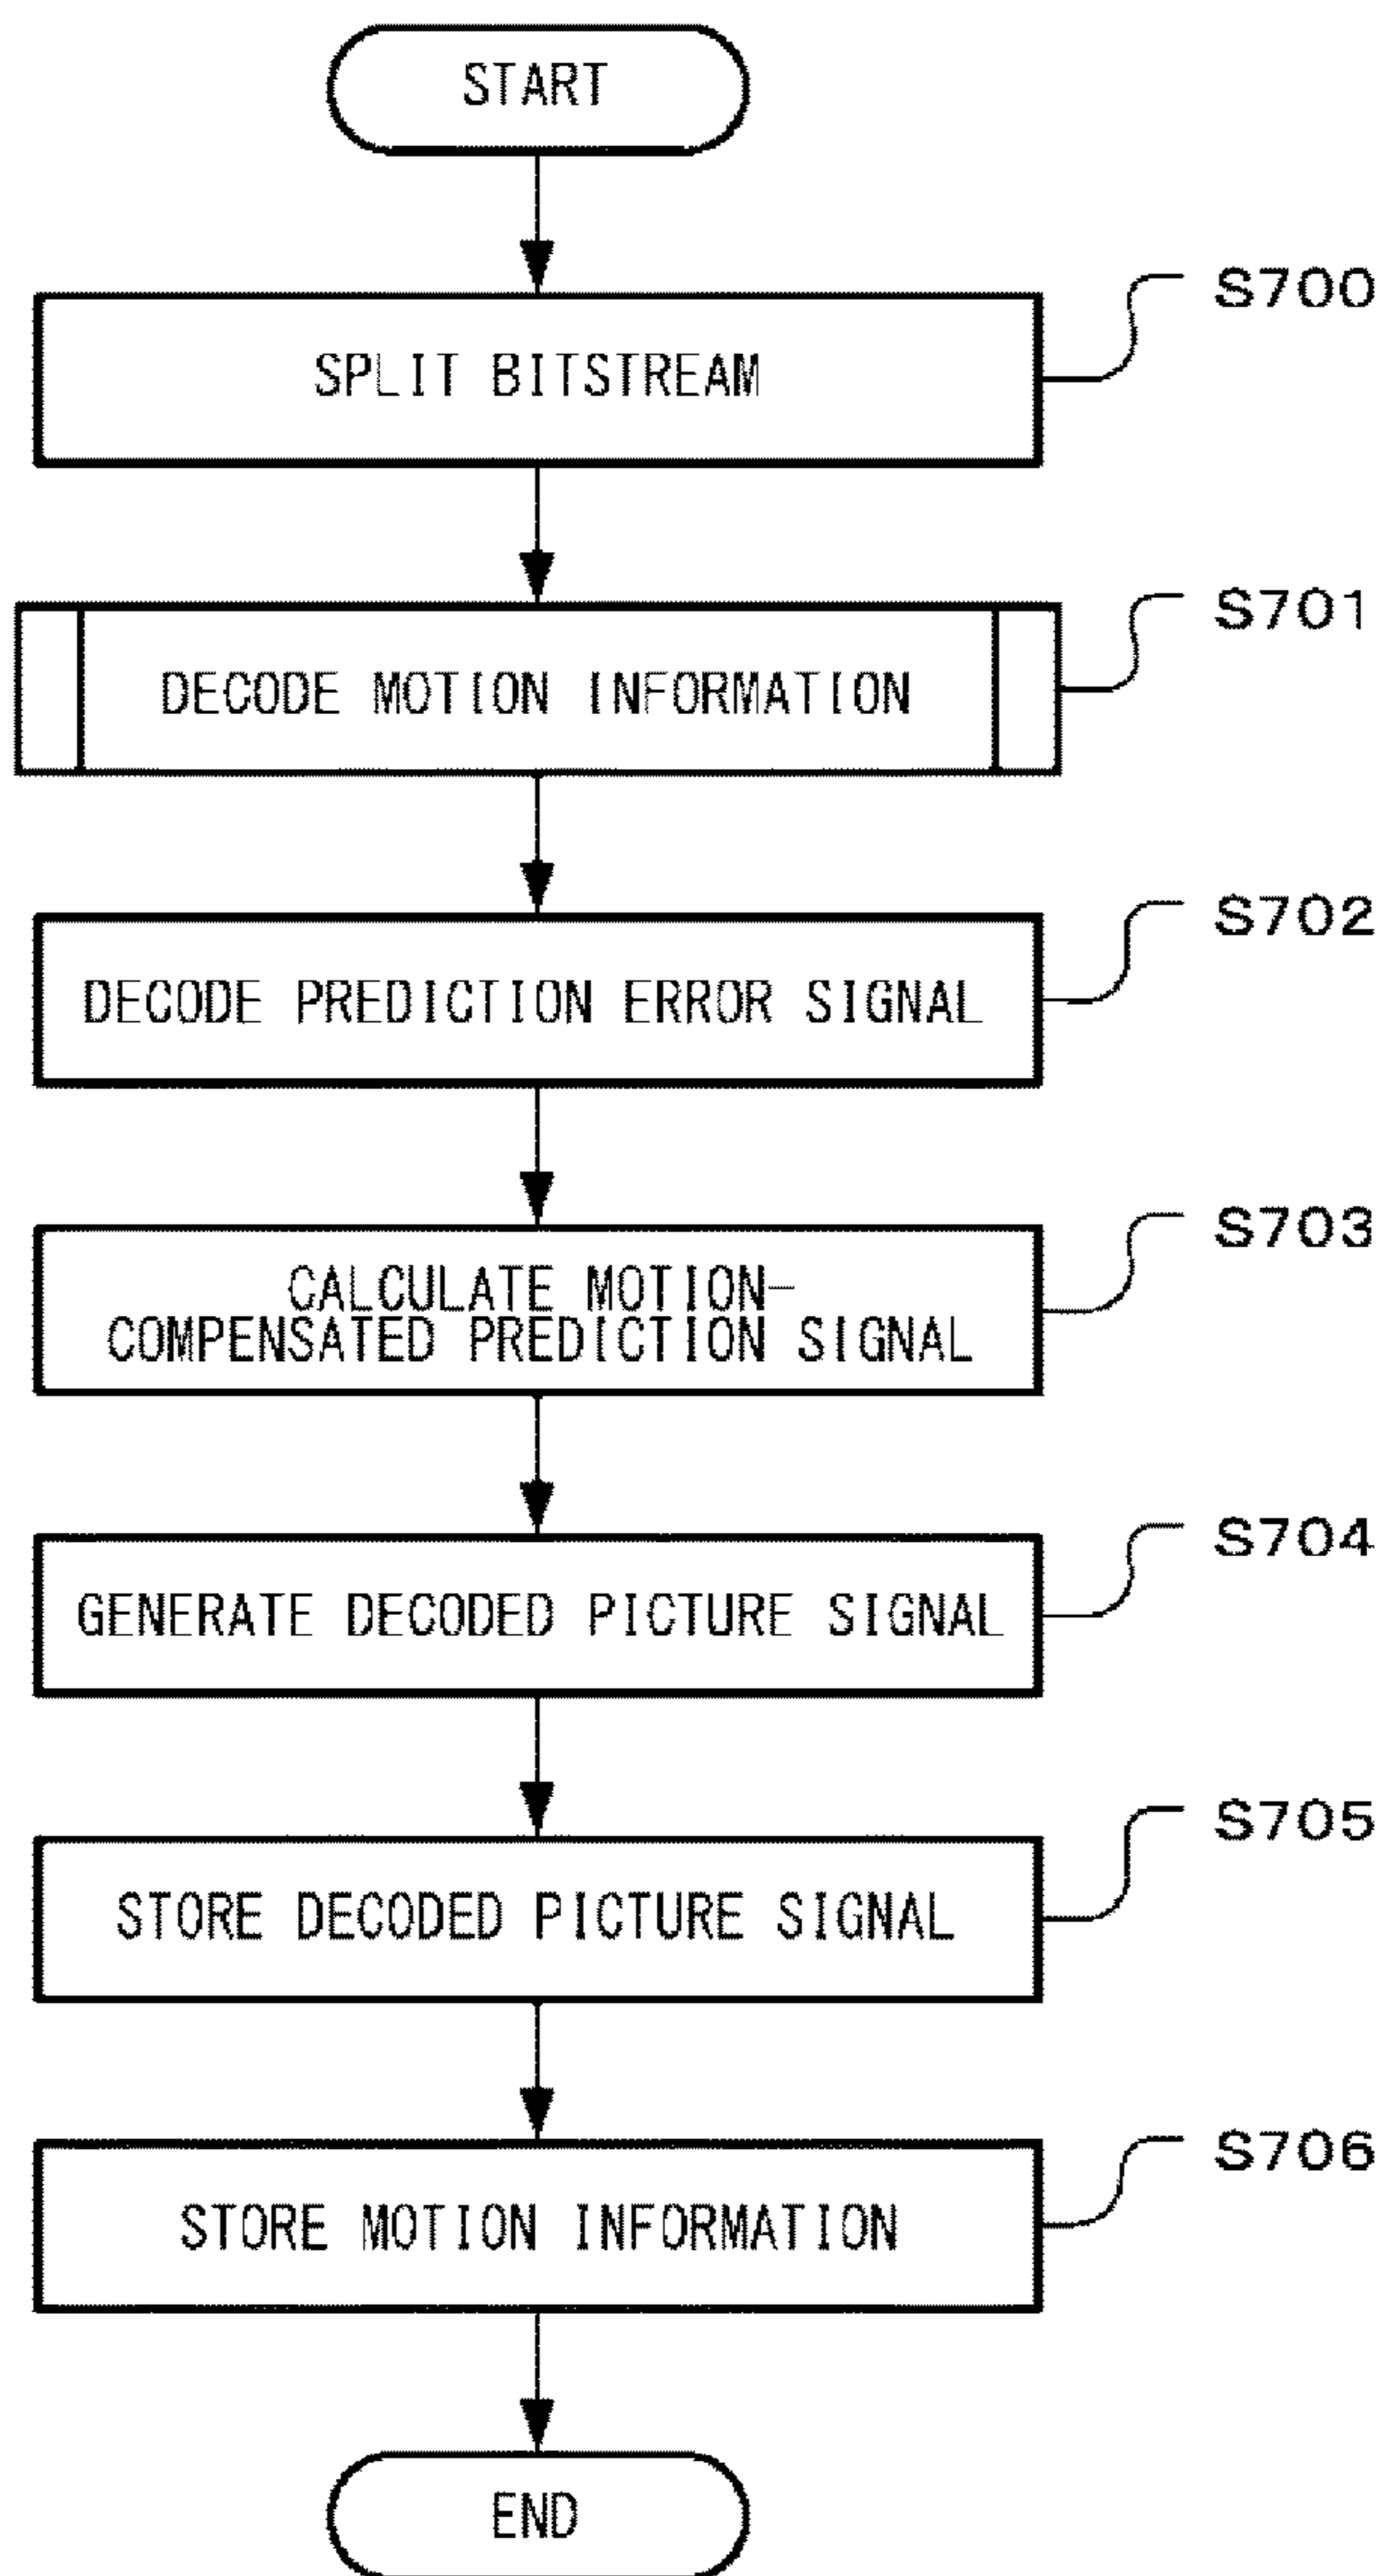 START
S700
SPLIT BITSTREAM
S701
DECODE MOTION INFORMATION
S702
DECODE PREDICTION ERROR SIGNAL
S703
CALCULATE MOTION-
COMPENSATED PREDICTION SIGNAL
S704
GENERATE DECODED PICTURE SIGNAL
S705
STORE DECODED PICTURE SIGNAL
S706
STORE MOTION INFORMATION
END